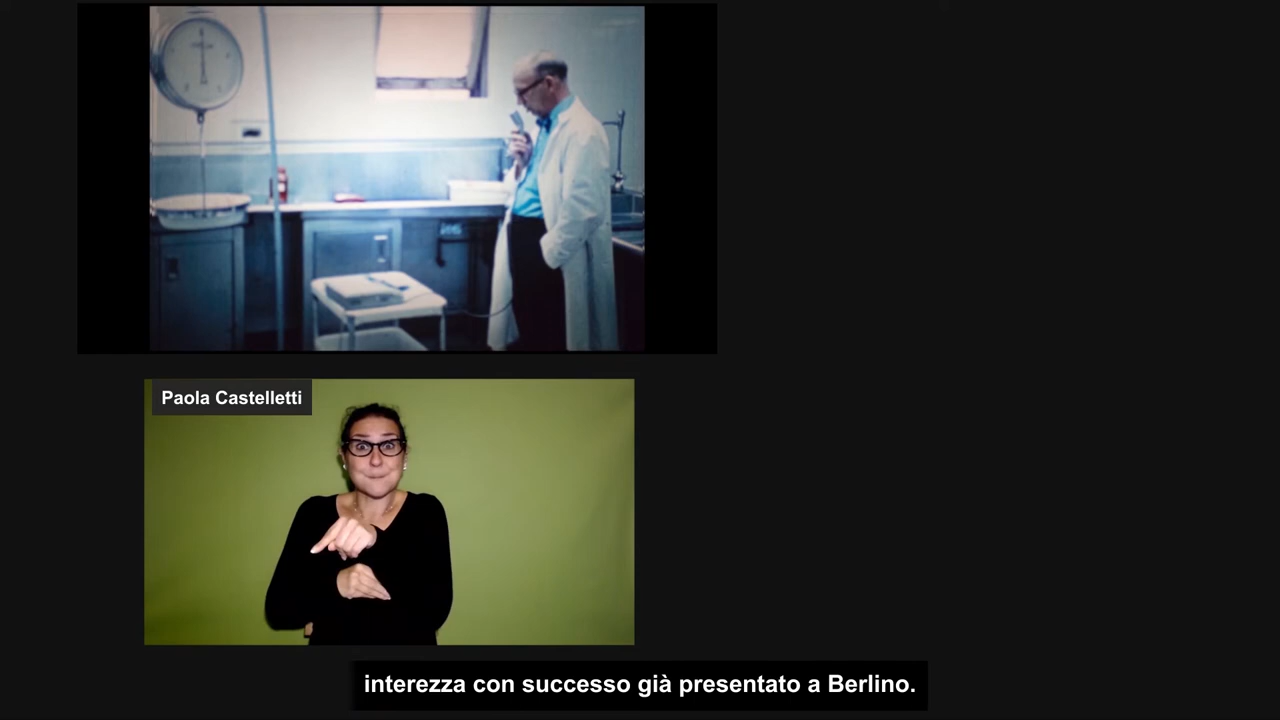 Paola Castelletti
interezza con successo già presentato a Berlino.